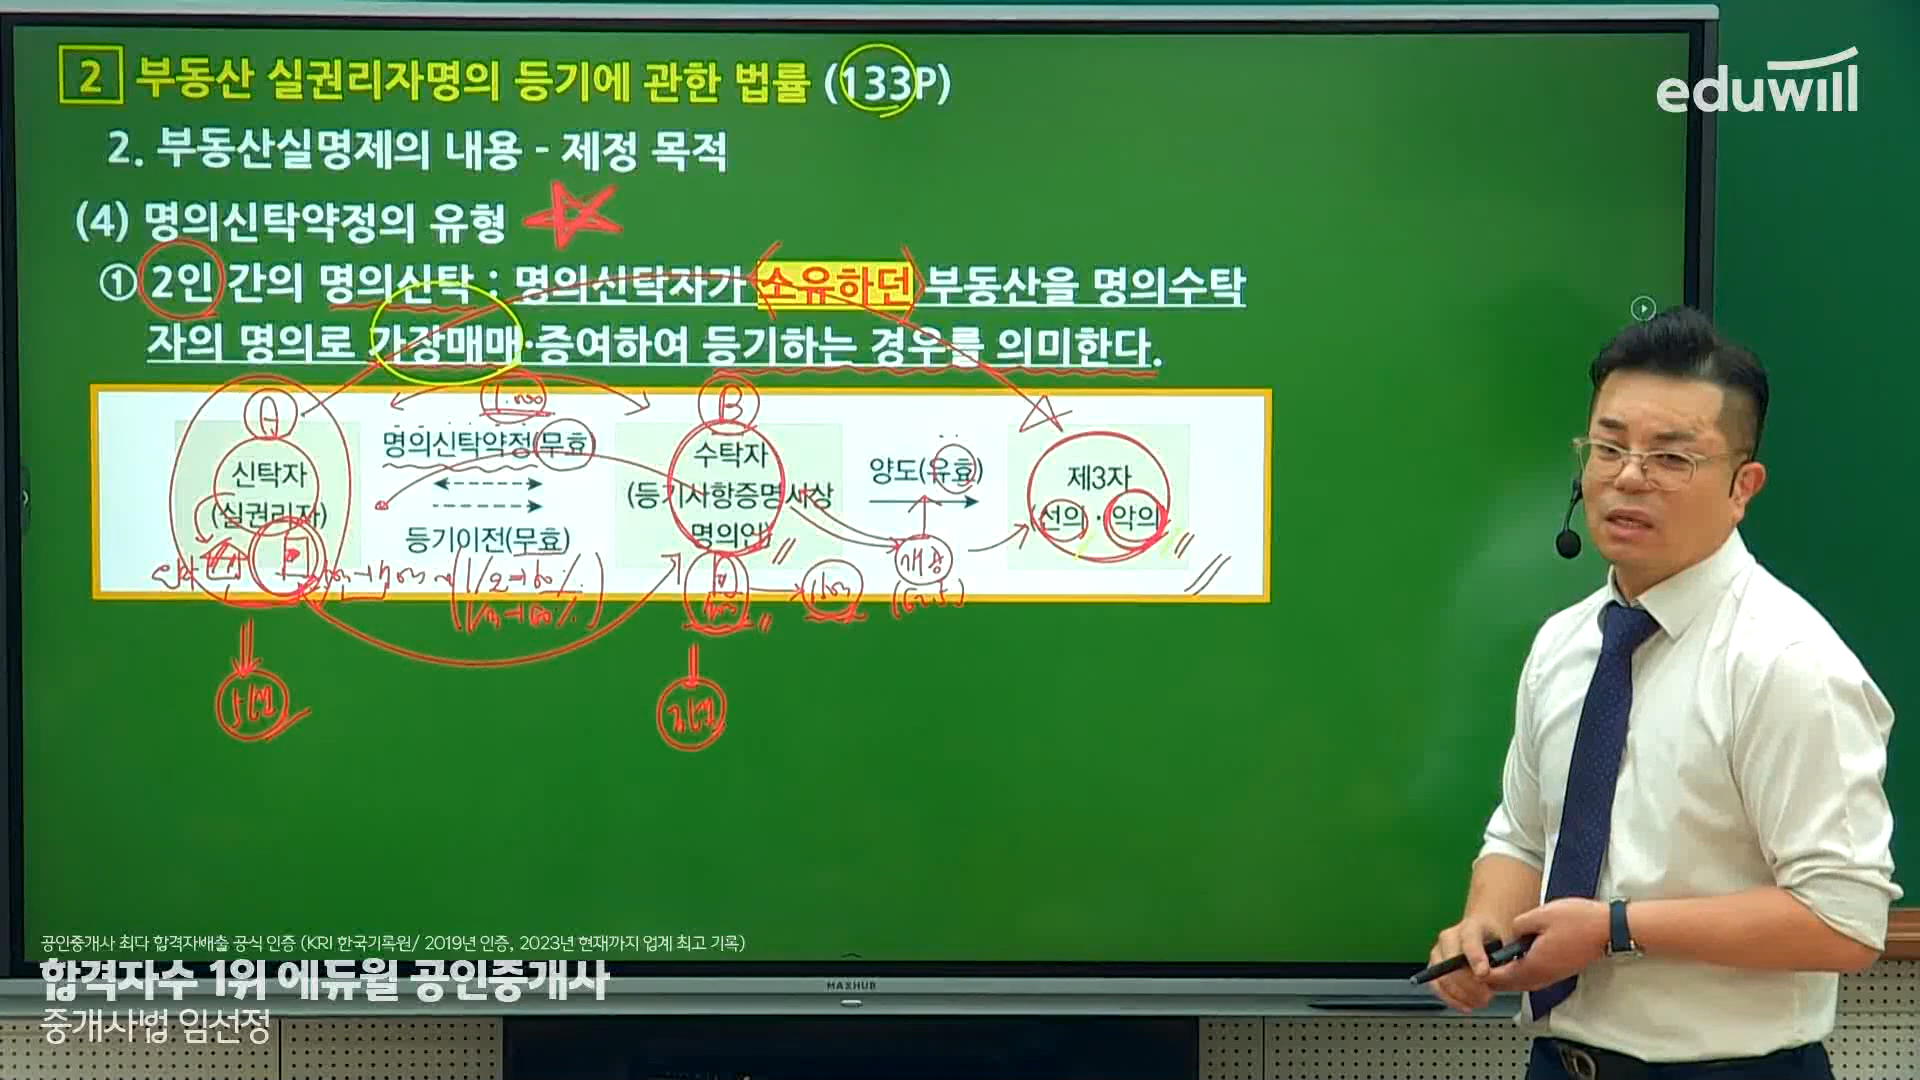 2 부동산 실권리자명의 등기에 관한 법률 (133P)
eduwill
2. 부동산실명제의 내용 - 제정 목적
(4) 명의신탁약정의 유형
① 2인 간의 명의신탁 : 명의신탁자가 소유하던 부동산을 명의수탁
자의 명의로 가장매매·증여하여 등기하는 경우를 의미한다.
A
B
신탁자
(실권리자)
명의신탁약정(무효)
등기이전(무효)
수탁자
(등기사항증명서상
명의인)
양도(유효)
제3자
(선의·악의)
공인중개사 최다 합격자배출 공식 인증 (KRI 한국기록원/ 2019년 인증, 2023년 현재까지 업계 최고 기록)
합격자수 1위 에듀윌 공인중개사
중개사법 임선정
MAXHUB